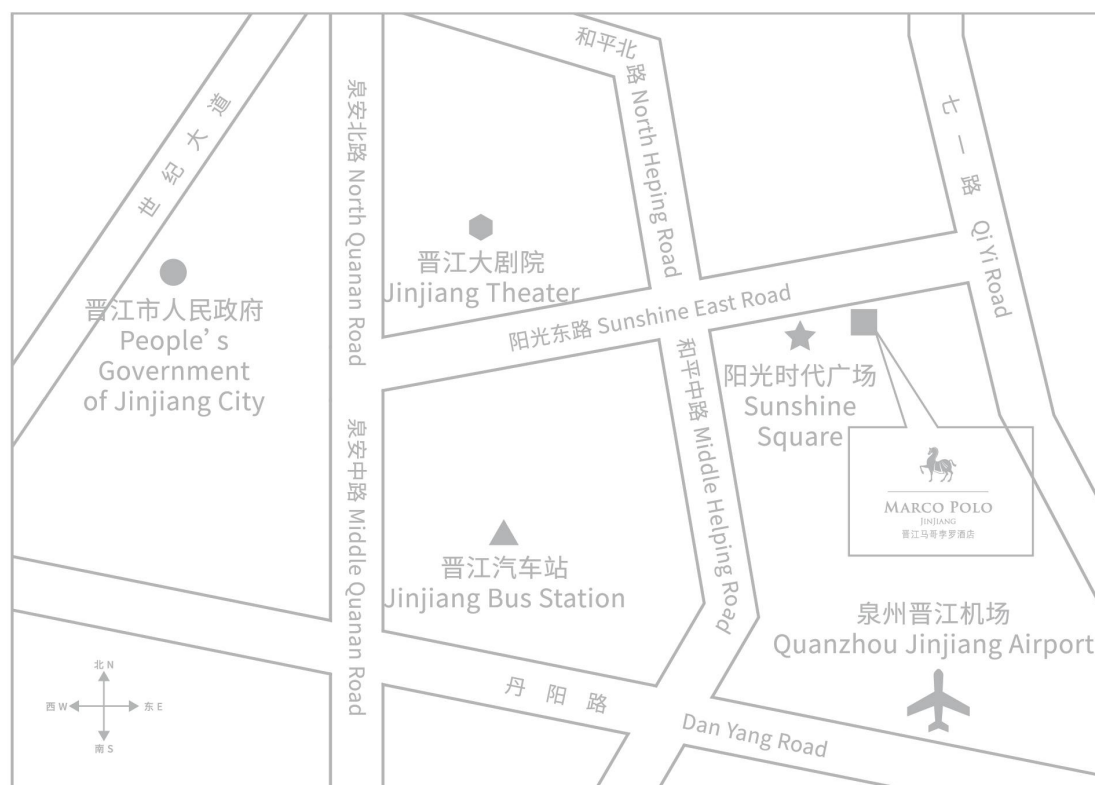 世纪大道
泉安北路 North Quanan Road
和平北路 North Heping Road
七一路 Qi Yi Road
晋江大剧院
Jinjiang Theater
晋江市人民政府
People's
Government
of Jinjiang City
阳光东路 Sunshine East Road
阳光时代广场
Sunshine
Square
和平中路 Middle Helping Road
泉安中路 Middle Quanan Road
MARCO POLO
JINJIANG
晋江马哥孛罗酒店
晋江汽车站
Jinjiang Bus Station
泉州晋江机场
Quanzhou Jinjiang Airport
丹阳路 Dan Yang Road
北 N
西 W 东 E
南 S